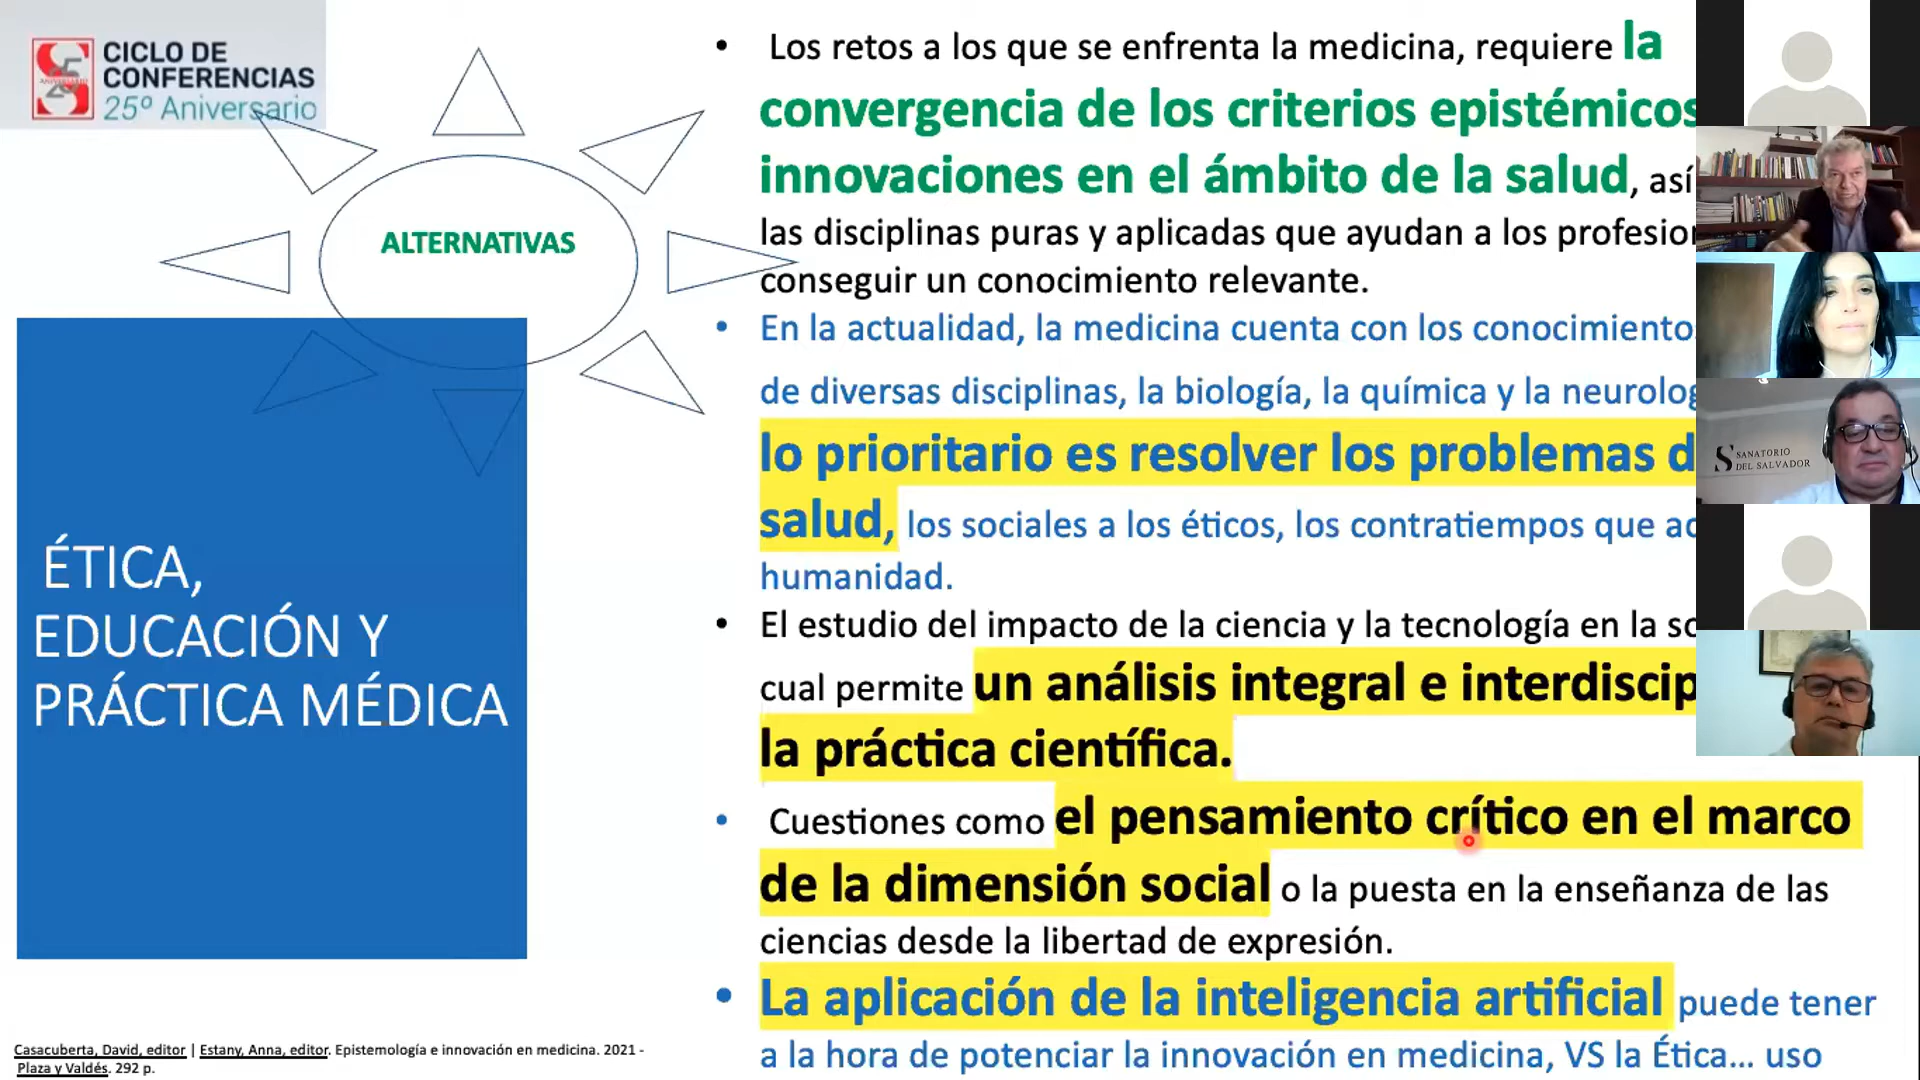 CICLO DE
CONFERENCIAS
25º Aniversario
ALTERNATIVAS
ÉTICA,
EDUCACIÓN Y
PRÁCTICA MÉDICA
Casacuberta, David, editor | Estany, Anna, editor. Epistemología e innovación en medicina. 2021 -
Plaza y Valdés. 292 p.
• Los retos a los que se enfrenta la medicina, requiere la
convergencia de los criterios epistémicos
innovaciones en el ámbito de la salud, así
las disciplinas puras y aplicadas que ayudan a los
conseguir un conocimiento relevante.
• En la actualidad, la medicina cuenta con los
de diversas disciplinas, la biología, la química y la
lo prioritario es resolver los problemas
salud, los sociales a los éticos, los contratiempos que
humanidad.
• El estudio del impacto de la ciencia y la tecnología en la
cual permite un análisis integral e
la práctica científica.
• Cuestiones como el pensamiento crítico en el marco
de la dimensión social o la puesta en la enseñanza de las
ciencias desde la libertad de expresión.
• La aplicación de la inteligencia artificial puede tener
a la hora de potenciar la innovación en medicina, VS la Ética... uso
SANATORIO
DEL SALVADOR